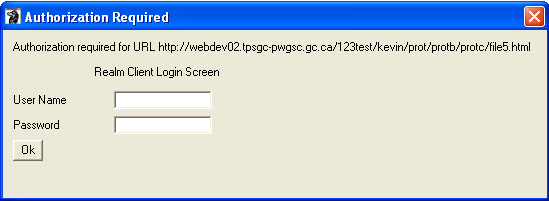 Authorization Required
Authorization required for URL http://webdev02.tpsgc-pwgsc.gc.ca/123test/kevin/prot/protb/protc/file5.html
Realm Client Login Screen
User Name
Password
Ok